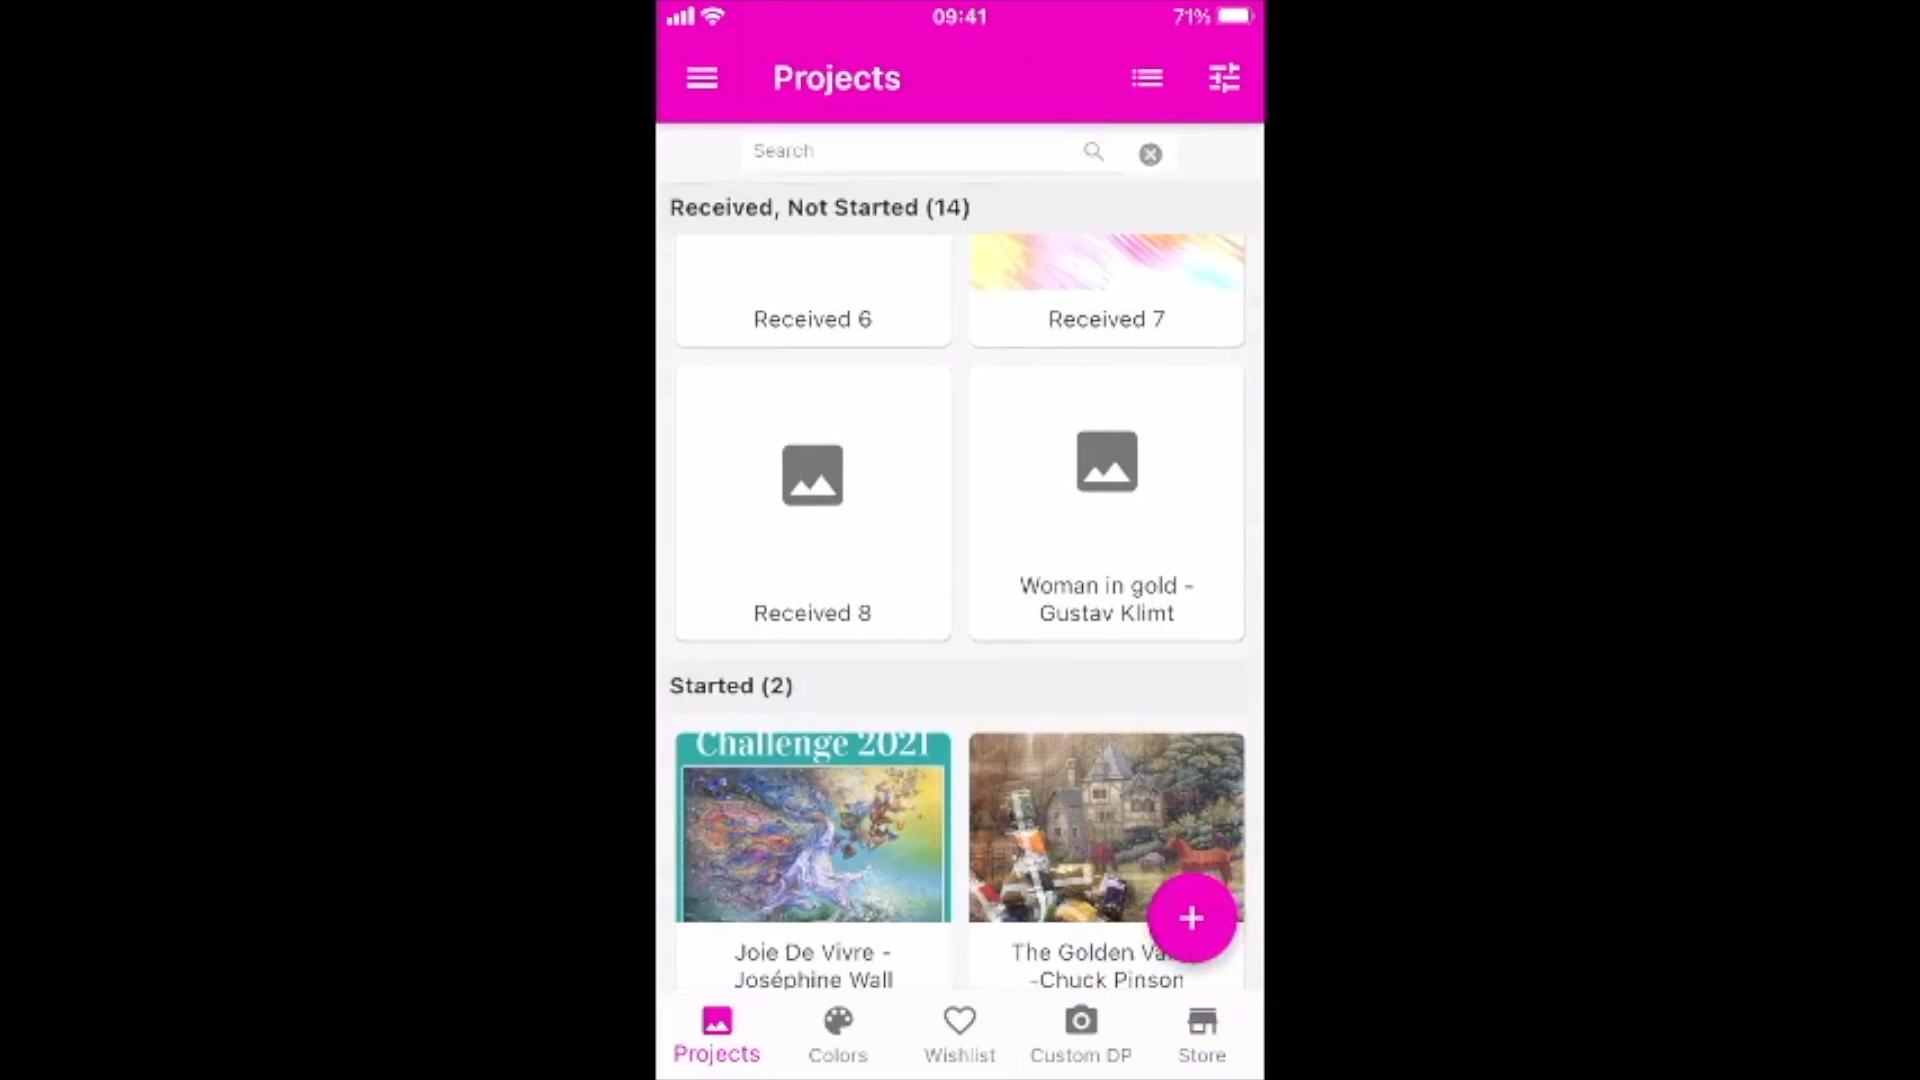 09:41
71%
Projects
Search
Received, Not Started (14)
Received 6
Received 7
Received 8
Woman in gold -
Gustav Klimt
Started (2)
Challenge 2021
Joie De Vivre -
Joséphine Wall
The Golden
-Chuck Pinson
Projects
Colors
Wishlist
Custom DP
Store